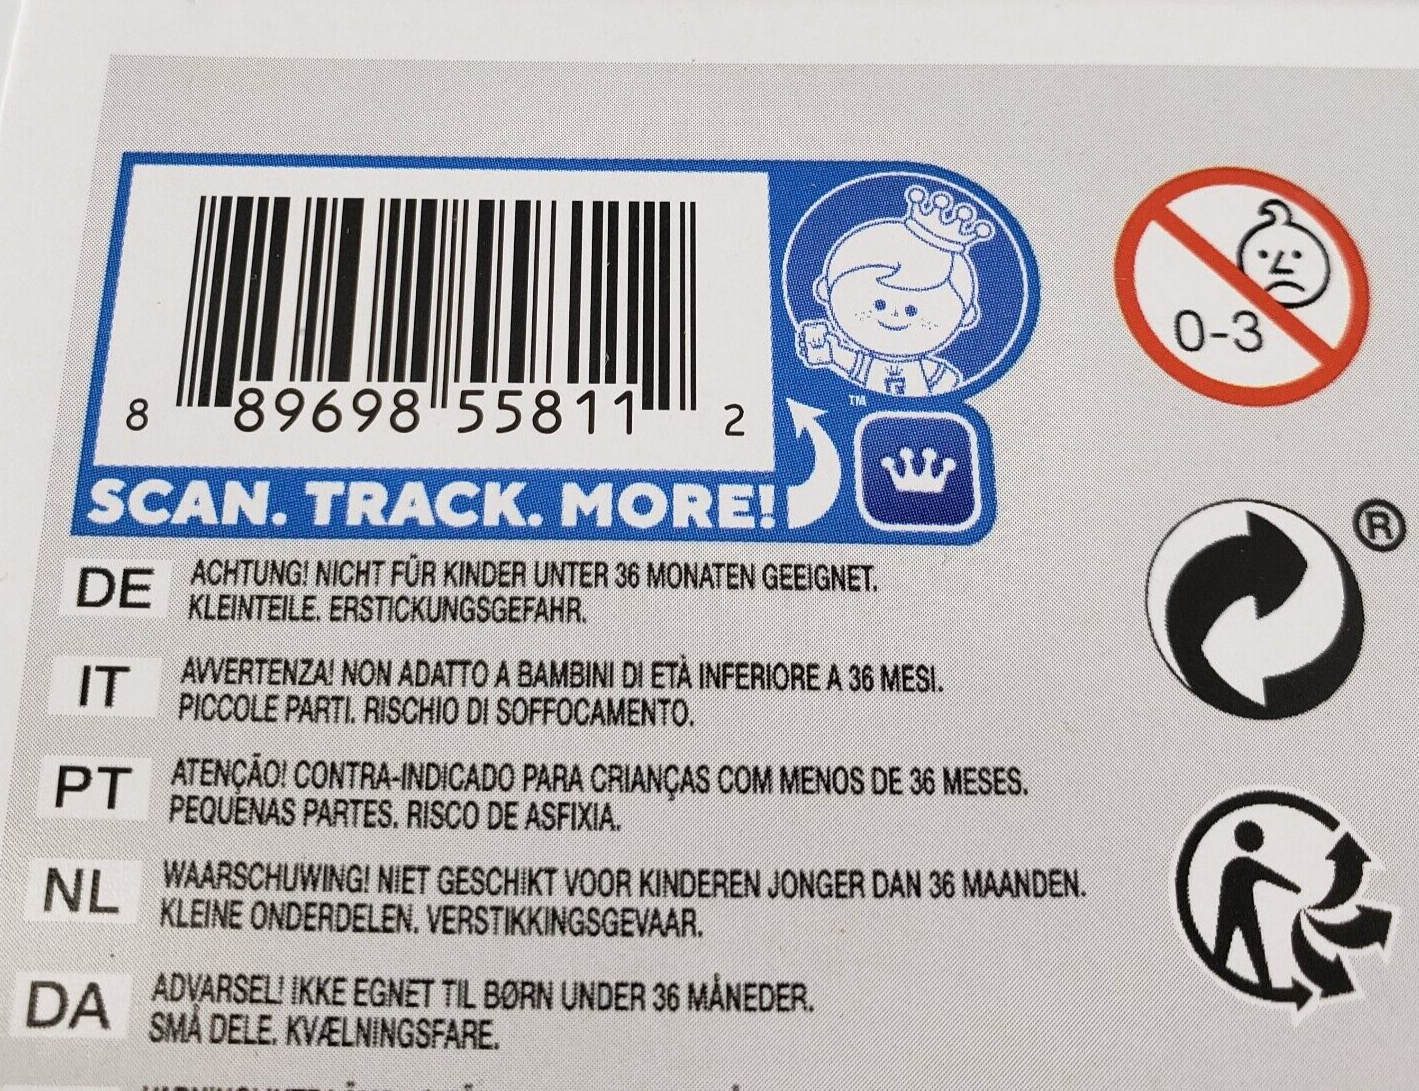 8 89698 55811 2
SCAN. TRACK. MORE!
TM
0-3
®
DE
ACHTUNG! NICHT FÜR KINDER UNTER 36 MONATEN GEEIGNET.
KLEINTEILE. ERSTICKUNGSGEFAHR.
IT
AVVERTENZA! NON ADATTO A BAMBINI DI ETÀ INFERIORE A 36 MESI.
PICCOLE PARTI. RISCHIO DI SOFFOCAMENTO.
PT
ATENÇÃO! CONTRA-INDICADO PARA CRIANÇAS COM MENOS DE 36 MESES.
PEQUENAS PARTES. RISCO DE ASFIXIA.
NL
WAARSCHUWING! NIET GESCHIKT VOOR KINDEREN JONGER DAN 36 MAANDEN.
KLEINE ONDERDELEN. VERSTIKKINGSGEVAAR.
DA
ADVARSEL! IKKE EGNET TIL BØRN UNDER 36 MÅNEDER.
SMÅ DELE. KVÆLNINGSFARE.